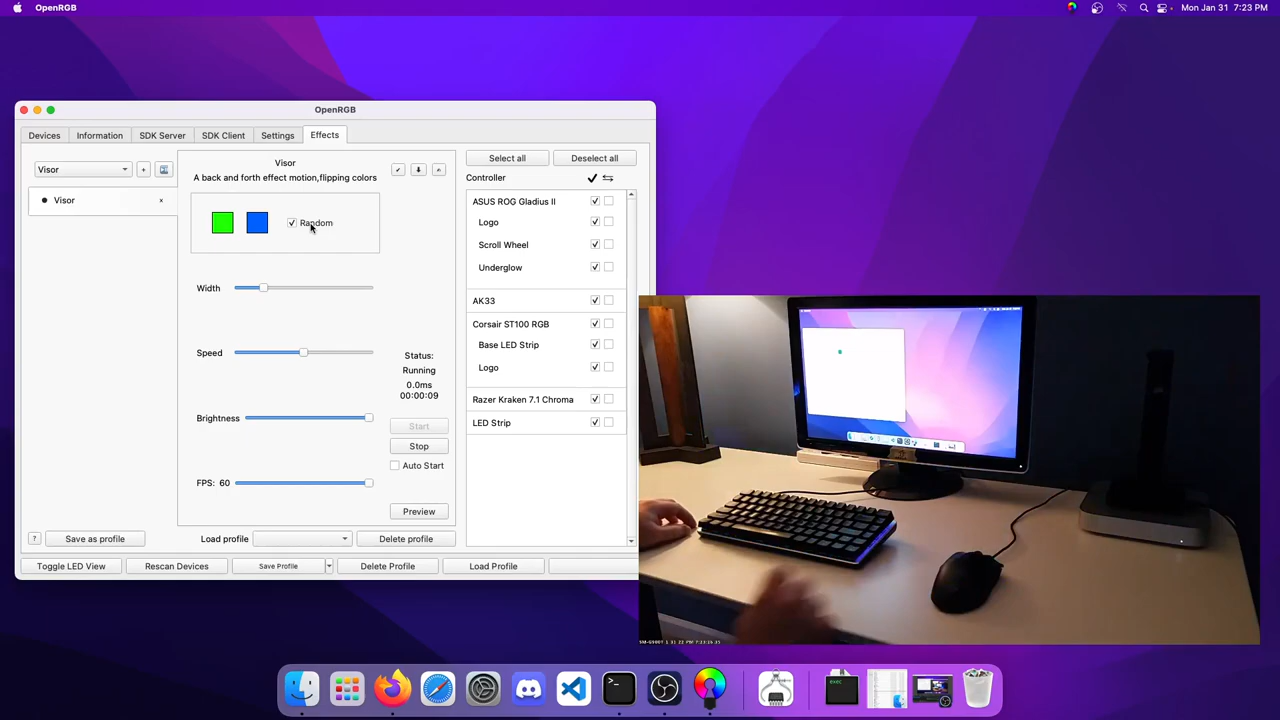 OpenRGB
Mon Jan 31 7:23 PM
OpenRGB
Devices
Information
SDK Server
SDK Client
Settings
Effects
Visor
+
Visor
A back and forth effect motion,flipping colors
Select all
Deselect all
Controller
Visor
x
Random
ASUS ROG Gladius II
Logo
Scroll Wheel
Underglow
Width
AK33
Corsair ST100 RGB
Base LED Strip
Logo
Speed
Status:
Running
0.0ms
00:00:09
Razer Kraken 7.1 Chroma
LED Strip
Brightness
Start
Stop
Auto Start
FPS: 60
Preview
?
Save as profile
Load profile
Delete profile
Toggle LED View
Rescan Devices
Save Profile
Delete Profile
Load Profile
exec